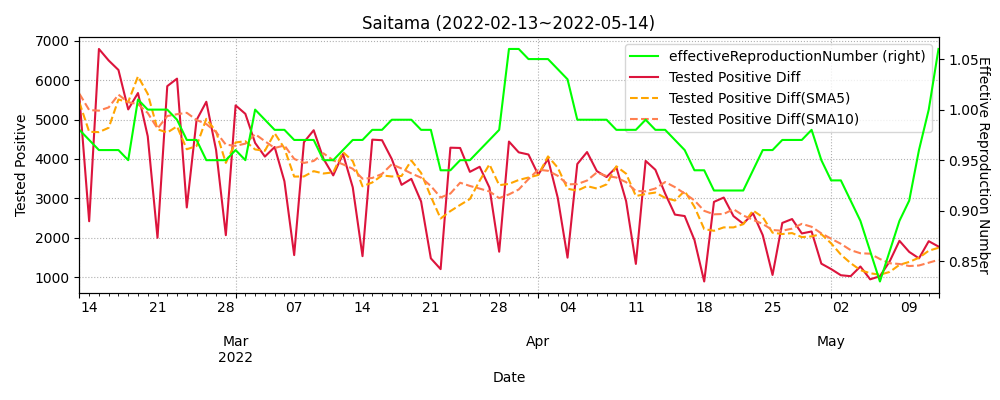 Saitama (2022-02-13~2022-05-14)
7000
6000
5000
4000
3000
2000
1000
Tested Positive
effectiveReproductionNumber (right)
Tested Positive Diff
Tested Positive Diff(SMA5)
Tested Positive Diff(SMA10)
1.05
1.00
0.95
0.90
0.85
Effective Reproduction Number
14 21 28 07 14 21 28 04 11 18 25 02 09
Mar Apr May
2022
Date